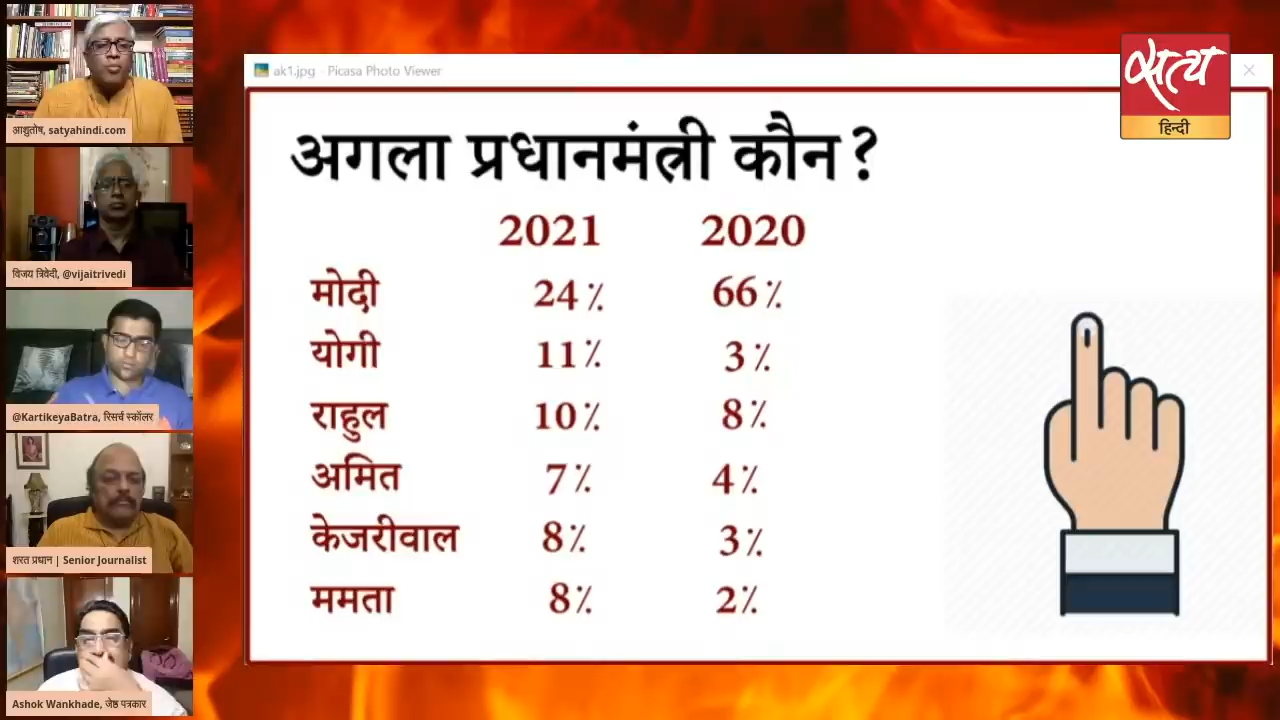 आशुतोष, satyahindi.com
विजय त्रिवेदी, @vijaitrivedi
@KartikeyaBatra, रिसर्च स्कॉलर
शरत प्रधान | Senior Journalist
Ashok Wankhade, जेष्ठ पत्रकार
ak1.jpg - Picasa Photo Viewer
सत्य
हिन्दी
अगला प्रधानमंत्री कौन?
2021 2020
मोदी 24% 66%
योगी 11% 3%
राहुल 10% 8%
अमित 7% 4%
केजरीवाल 8% 3%
ममता 8% 2%